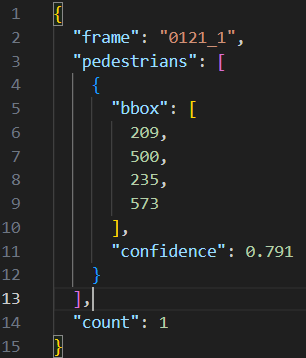 1 {
2 "frame": "0121_1",
3 "pedestrians": [
4 {
5 "bbox": [
6 209,
7 500,
8 235,
9 573
10 ],
11 "confidence": 0.791
12 }
13 ],
14 "count": 1
15 }